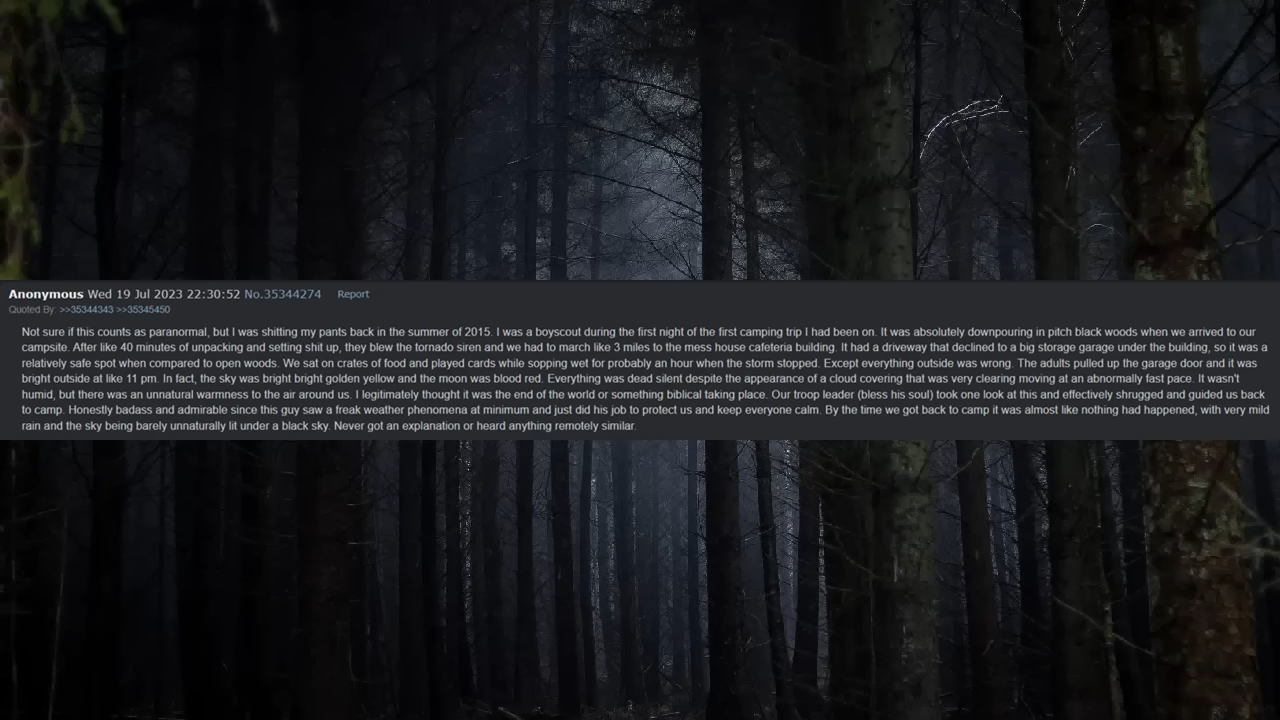 Anonymous Wed 19 Jul 2023 22:30:52 No.35344274 Report
Quoted By: >>35344343 >>35345450
Not sure if this counts as paranormal, but I was shitting my pants back in the summer of 2015. I was a boyscout during the first night of the first camping trip I had been on. It was absolutely downpouring in pitch black woods when we arrived to our
campsite. After like 40 minutes of unpacking and setting shit up, they blew the tornado siren and we had to march like 3 miles to the mess house cafeteria building. It had a driveway that declined to a big storage garage under the building, so it was a
relatively safe spot when compared to open woods. We sat on crates of food and played cards while sopping wet for probably an hour when the storm stopped. Except everything outside was wrong. The adults pulled up the garage door and it was
bright outside at like 11 pm. In fact, the sky was bright bright golden yellow and the moon was blood red. Everything was dead silent despite the appearance of a cloud covering that was very clearing moving at an abnormally fast pace. It wasn't
humid, but there was an unnatural warmness to the air around us. I legitimately thought it was the end of the world or something biblical taking place. Our troop leader (bless his soul) took one look at this and effectively shrugged and guided us back
to camp. Honestly badass and admirable since this guy saw a freak weather phenomena at minimum and just did his job to protect us and keep everyone calm. By the time we got back to camp it was almost like nothing had happened, with very mild
rain and the sky being barely unnaturally lit under a black sky. Never got an explanation or heard anything remotely similar.